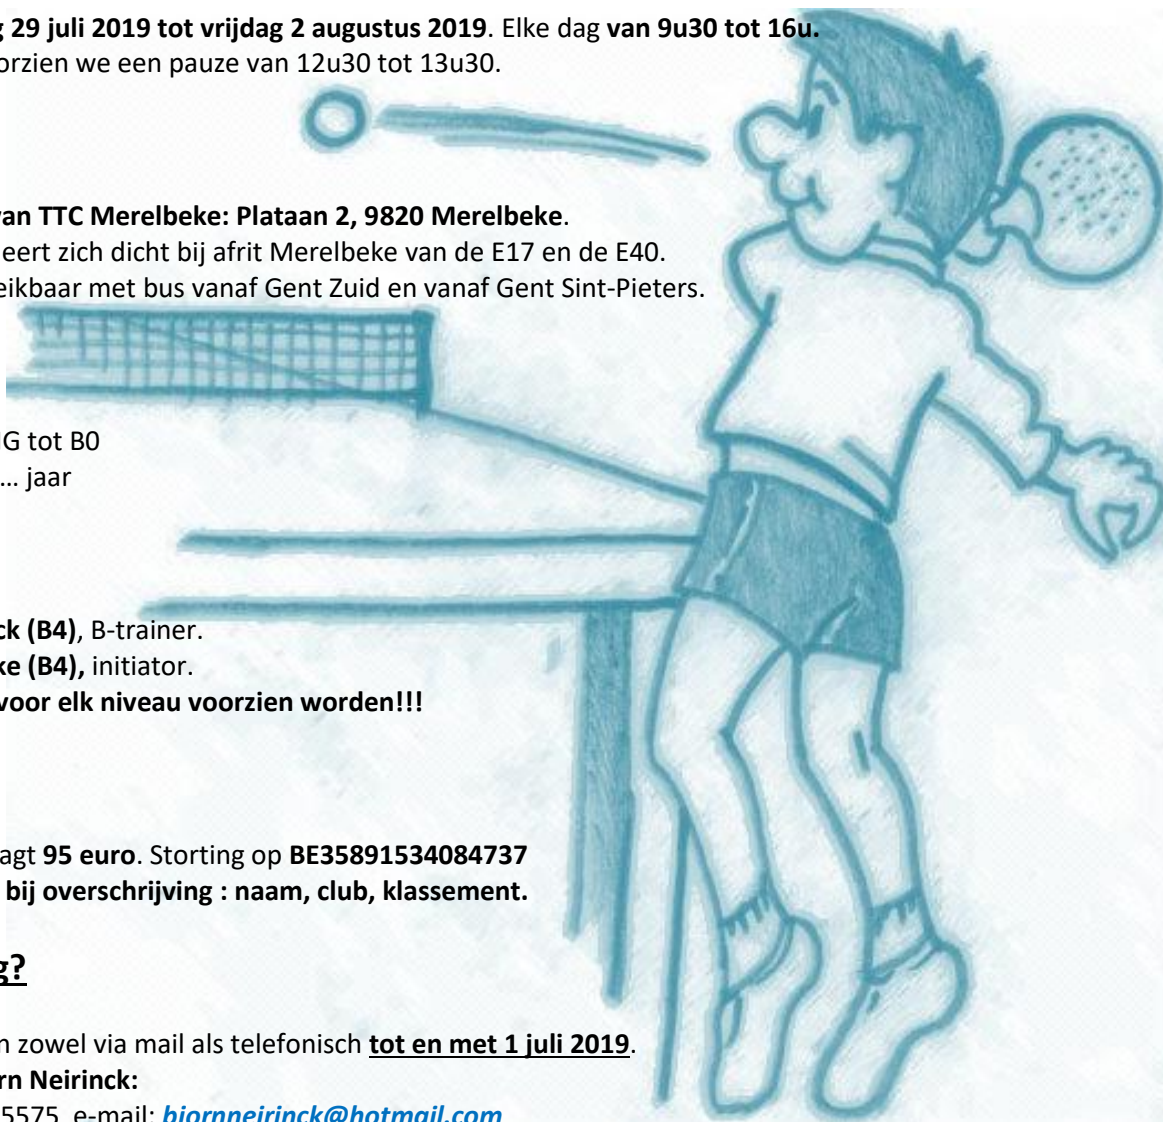 29 juli 2019 tot vrijdag 2 augustus 2019. Elke dag van 9u30 tot 16u.
orzien we een pauze van 12u30 tot 13u30.
van TTC Merelbeke: Plataan 2, 9820 Merelbeke.
eert zich dicht bij afrit Merelbeke van de E17 en de E40.
eikbaar met bus vanaf Gent Zuid en vanaf Gent Sint-Pieters.
G tot B0
… jaar
ck (B4), B-trainer.
ke (B4), initiator.
voor elk niveau voorzien worden!!!
agt 95 euro. Storting op BE35891534084737
bij overschrijving : naam, club, klassement.
g?
n zowel via mail als telefonisch tot en met 1 juli 2019.
rn Neirinck:
5575, e-mail: bjornneirinck@hotmail.com